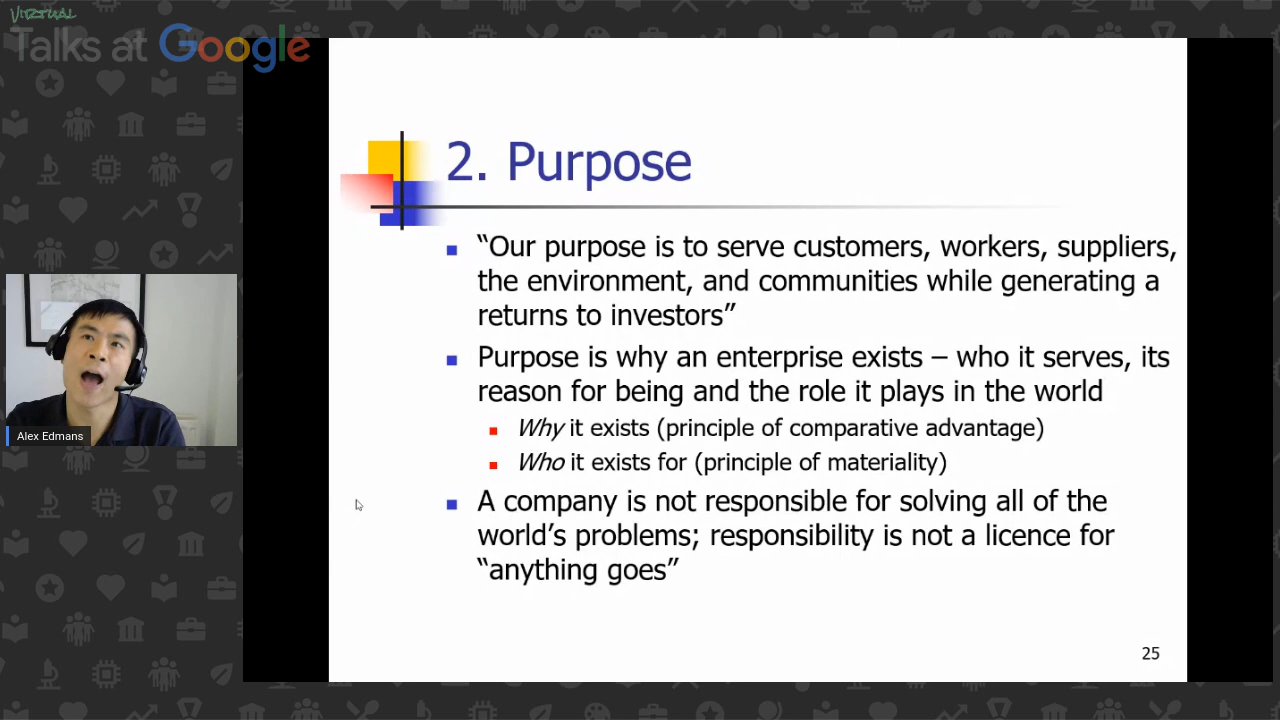 VIRTUAL
Talks at Google
2. Purpose
“Our purpose is to serve customers, workers, suppliers,
the environment, and communities while generating a
returns to investors”
Purpose is why an enterprise exists – who it serves, its
reason for being and the role it plays in the world
Why it exists (principle of comparative advantage)
Who it exists for (principle of materiality)
A company is not responsible for solving all of the
world’s problems; responsibility is not a licence for
“anything goes”
Alex Edmans
25